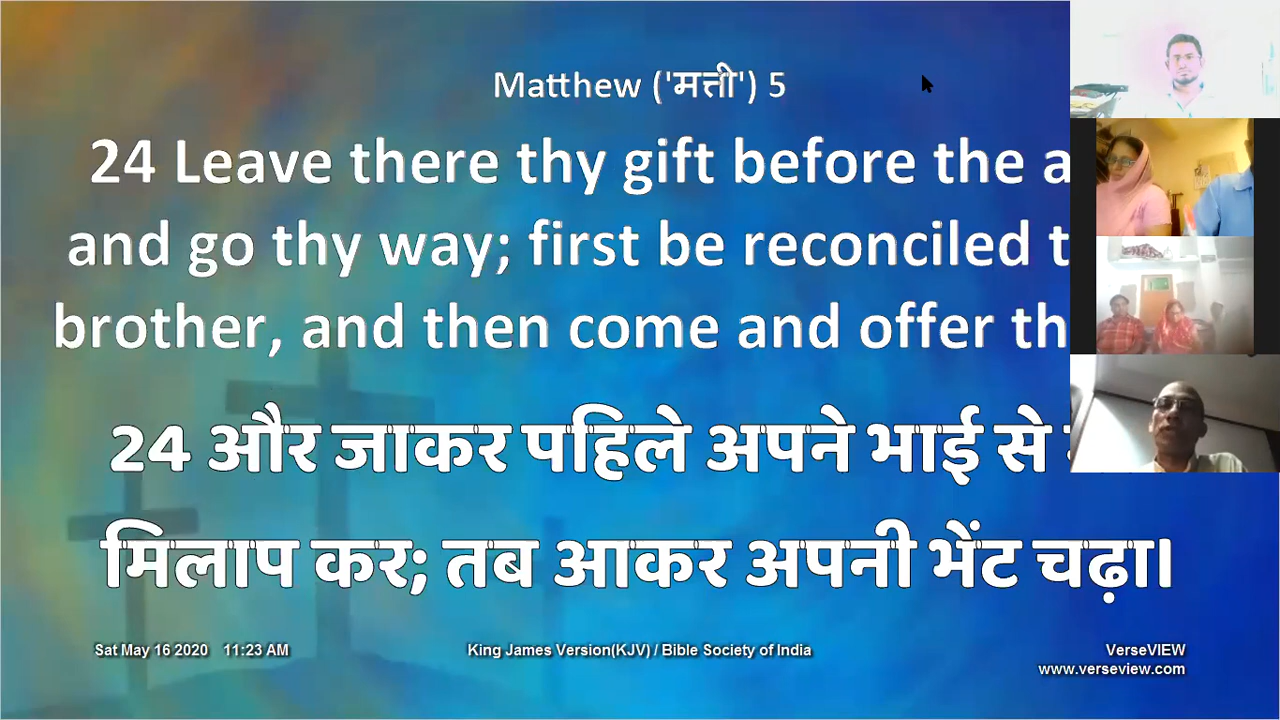 Matthew ('मत्ती') 5
24 Leave there thy gift before the
and go thy way; first be reconciled
brother, and then come and offer
24 और जाकर पहिले अपने भाई से
मिलाप कर; तब आकर अपनी भेंट चढ़ा।
Sat May 16 2020 11:23 AM
King James Version(KJV) / Bible Society of India
VerseVIEW
www.verseview.com